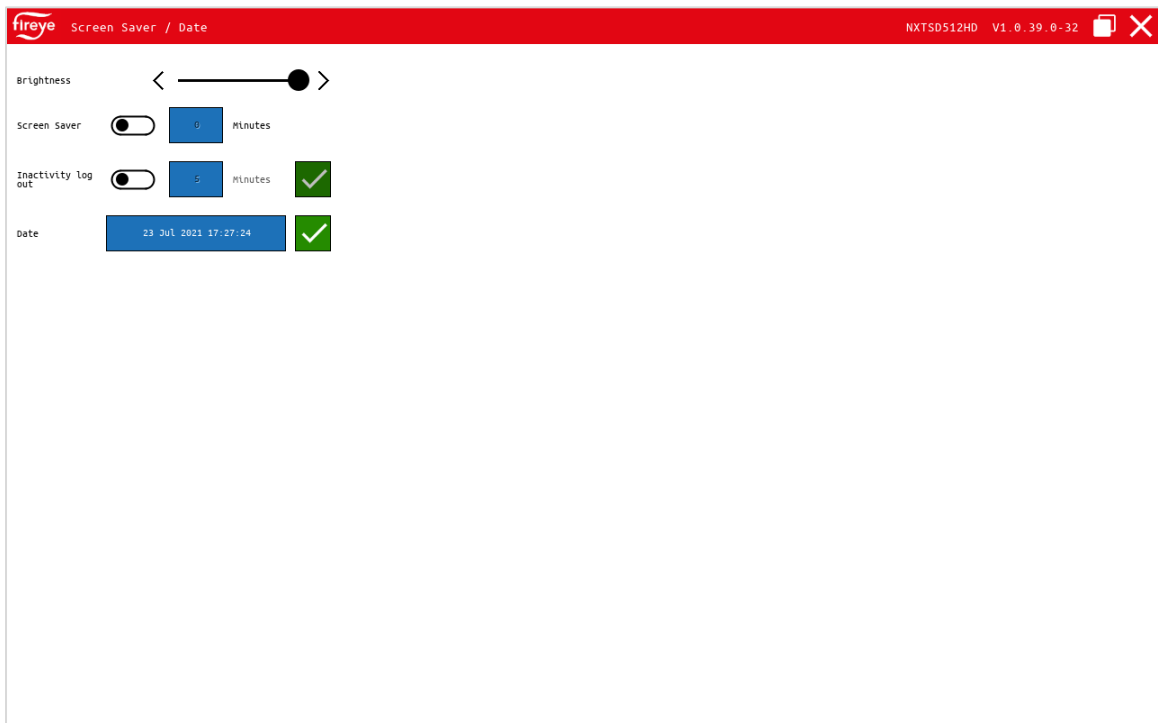 fireye Screen Saver / Date NXTSD512HD V1.0.39.0-32
Brightness
Screen Saver 0 Minutes
Inactivity log
out 5 Minutes
Date 23 Jul 2021 17:27:24